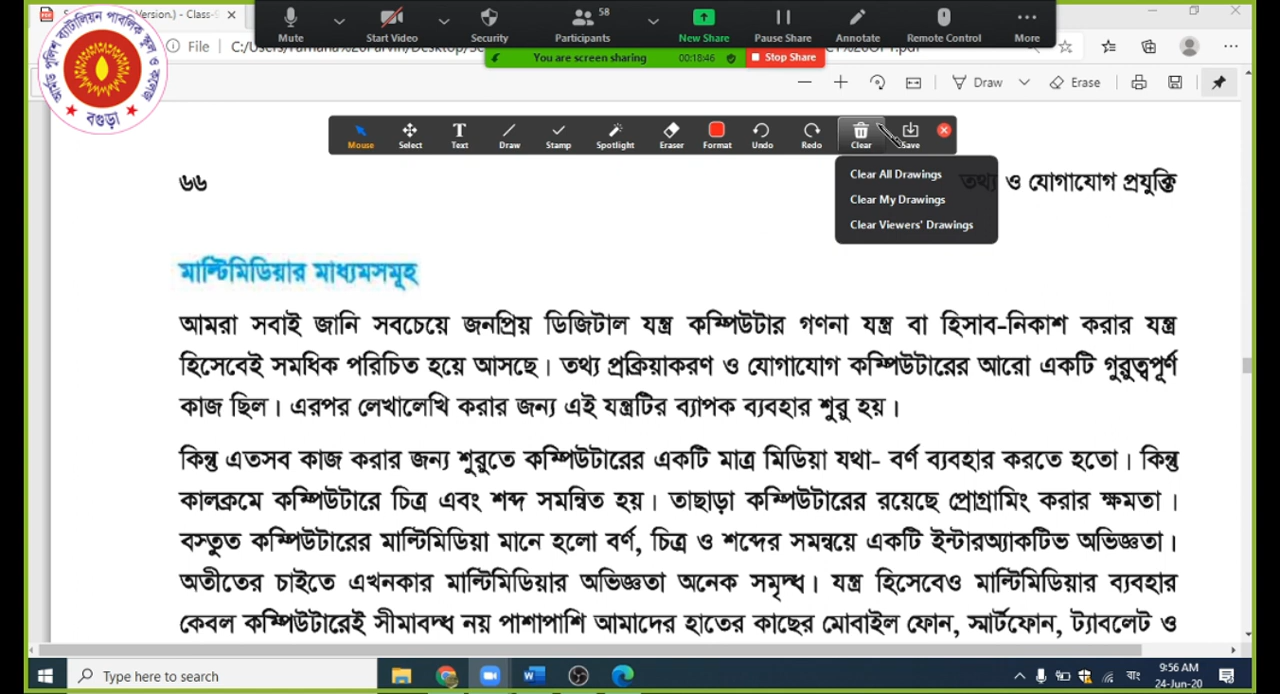 Version.) - Class-
Mute
Start Video
Security
58
Participants
New Share
Pause Share
Annotate
Remote Control
More
File
You are screen sharing
00:18:46
Stop Share
Draw
Erase
Mouse
Select
Text
Draw
Stamp
Spotlight
Eraser
Format
Undo
Redo
Clear
Save
Clear All Drawings
Clear My Drawings
Clear Viewers' Drawings
বগুড়া
৬৬
তথ্য ও যোগাযোগ প্রযুক্তি
মাল্টিমিডিয়ার মাধ্যমসমূহ
আমরা সবাই জানি সবচেয়ে জনপ্রিয় ডিজিটাল যন্ত্র কম্পিউটার গণনা যন্ত্র বা হিসাব-নিকাশ করার যন্ত্র
হিসেবেই সমধিক পরিচিত হয়ে আসছে। তথ্য প্রক্রিয়াকরণ ও যোগাযোগ কম্পিউটারের আরো একটি গুরুত্বপূর্ণ
কাজ ছিল। এরপর লেখালেখি করার জন্য এই যন্ত্রটির ব্যাপক ব্যবহার শুরু হয়।
কিন্তু এতসব কাজ করার জন্য শুরুতে কম্পিউটারের একটি মাত্র মিডিয়া যথা- বর্ণ ব্যবহার করতে হতো। কিন্তু
কালক্রমে কম্পিউটারে চিত্র এবং শব্দ সমন্বিত হয়। তাছাড়া কম্পিউটারের রয়েছে প্রোগ্রামিং করার ক্ষমতা।
বস্তুত কম্পিউটারের মাল্টিমিডিয়া মানে হলো বর্ণ, চিত্র ও শব্দের সমন্বয়ে একটি ইন্টারঅ্যাকটিভ অভিজ্ঞতা।
অতীতের চাইতে এখনকার মাল্টিমিডিয়ার অভিজ্ঞতা অনেক সমৃদ্ধ। যন্ত্র হিসেবেও মাল্টিমিডিয়ার ব্যবহার
কেবল কম্পিউটারেই সীমাবদ্ধ নয় পাশাপাশি আমাদের হাতের কাছের মোবাইল ফোন, স্মার্টফোন, ট্যাবলেট ও
Type here to search
বাং
9:56 AM
24-Jun-20